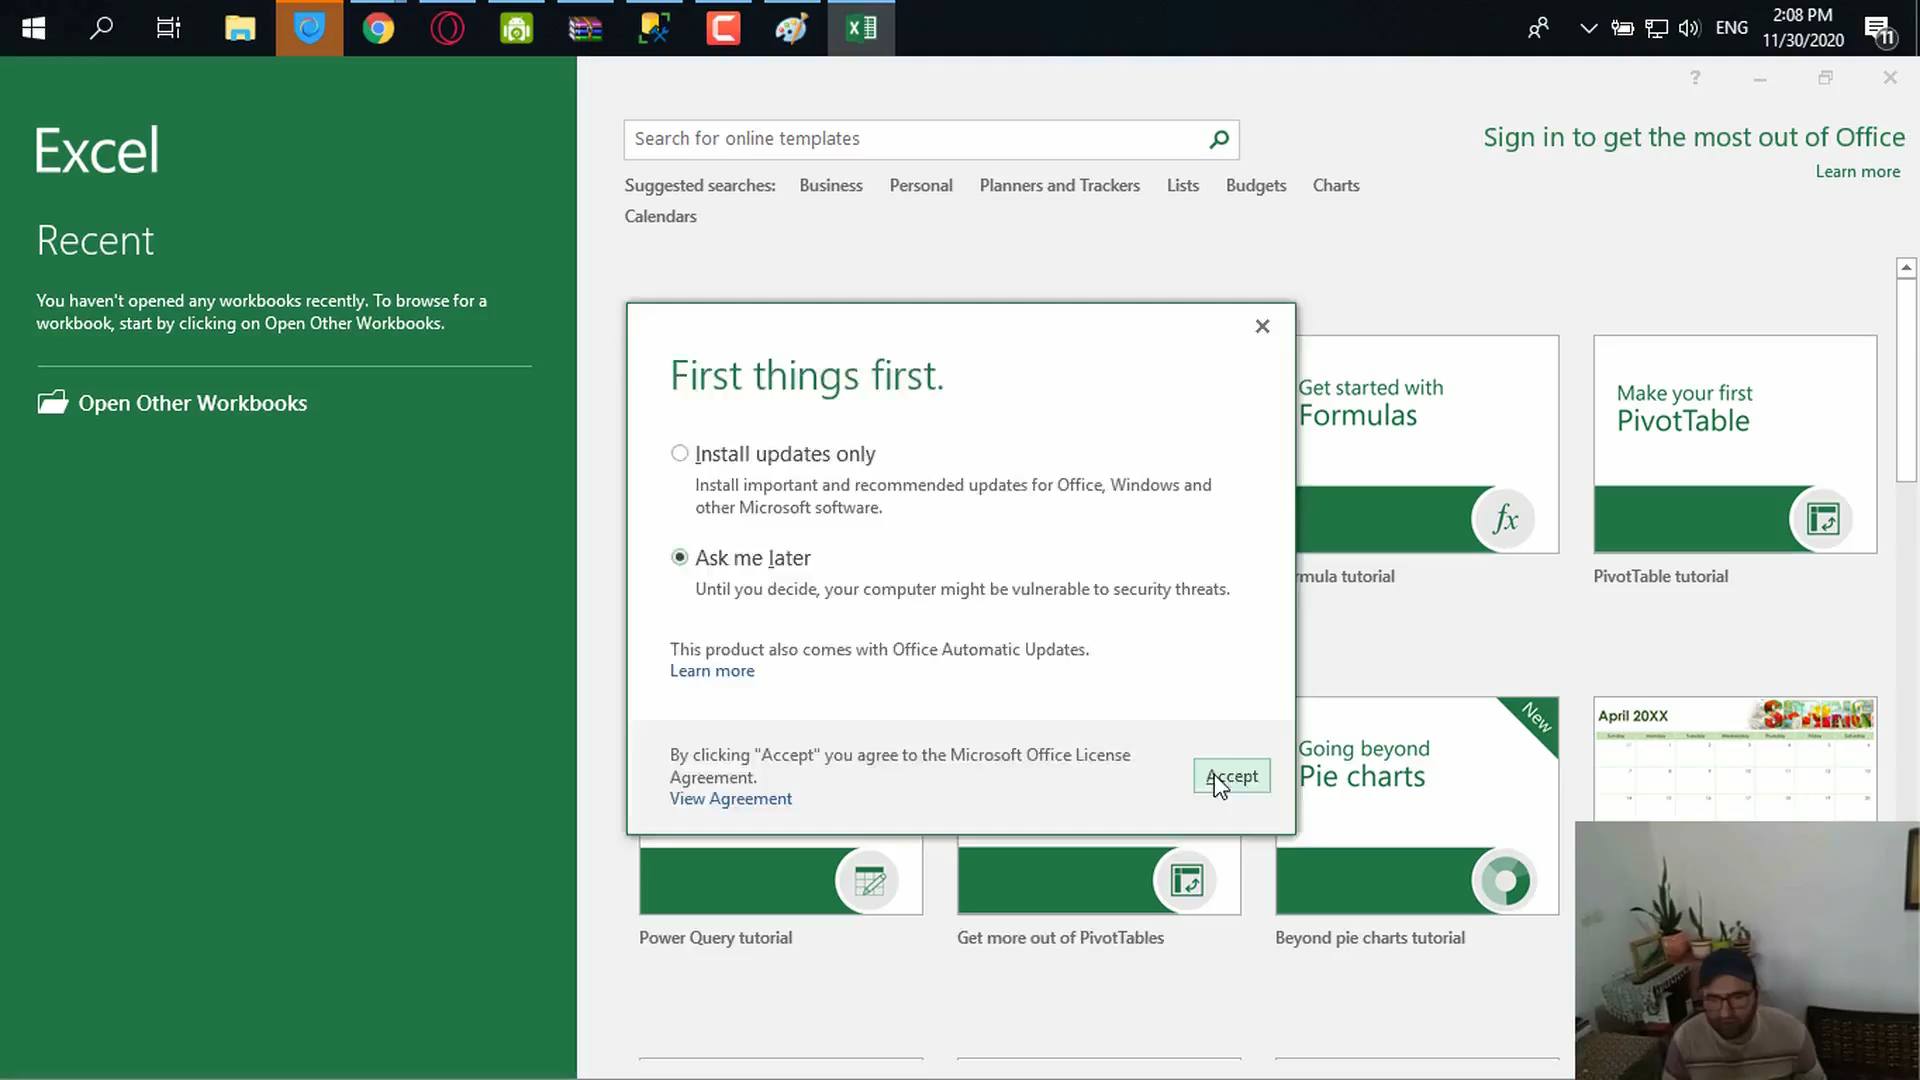 ENG
2:08 PM
11/30/2020
11
Excel
Recent
You haven't opened any workbooks recently. To browse for a
workbook, start by clicking on Open Other Workbooks.
Open Other Workbooks
Search for online templates
Suggested searches: Business Personal Planners and Trackers Lists Budgets Charts
Calendars
Sign in to get the most out of Office
Learn more
First things first.
Install updates only
Install important and recommended updates for Office, Windows and
other Microsoft software.
Ask me later
Until you decide, your computer might be vulnerable to security threats.
This product also comes with Office Automatic Updates.
Learn more
By clicking "Accept" you agree to the Microsoft Office License
Agreement.
View Agreement
Accept
Get started with
Formulas
fx
rmula tutorial
Make your first
PivotTable
PivotTable tutorial
Going beyond
Pie charts
New
April 20XX
SPRING
Power Query tutorial
Get more out of PivotTables
Beyond pie charts tutorial